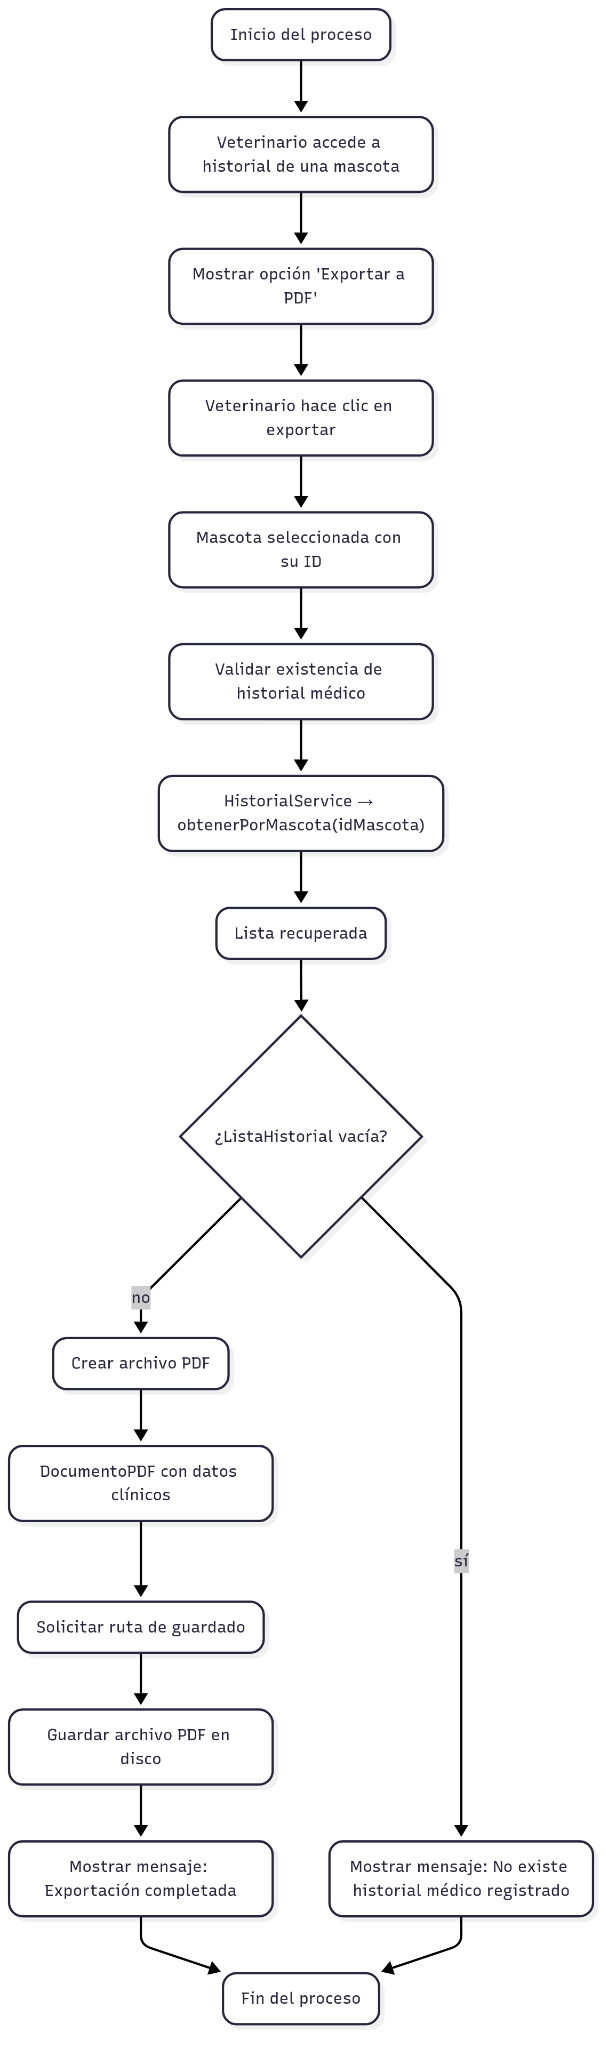 Inicio del proceso
Veterinario accede a
historial de una mascota
Mostrar opción 'Exportar a
PDF'
Veterinario hace clic en
exportar
Mascota seleccionada con
su ID
Validar existencia de
historial médico
HistorialService →
obtenerPorMascota(idMascota)
Lista recuperada
¿ListaHistorial vacía?
no
Crear archivo PDF
DocumentoPDF con datos
clínicos
sí
Solicitar ruta de guardado
Guardar archivo PDF en
disco
Mostrar mensaje:
Exportación completada
Mostrar mensaje: No existe
historial médico registrado
Fin del proceso